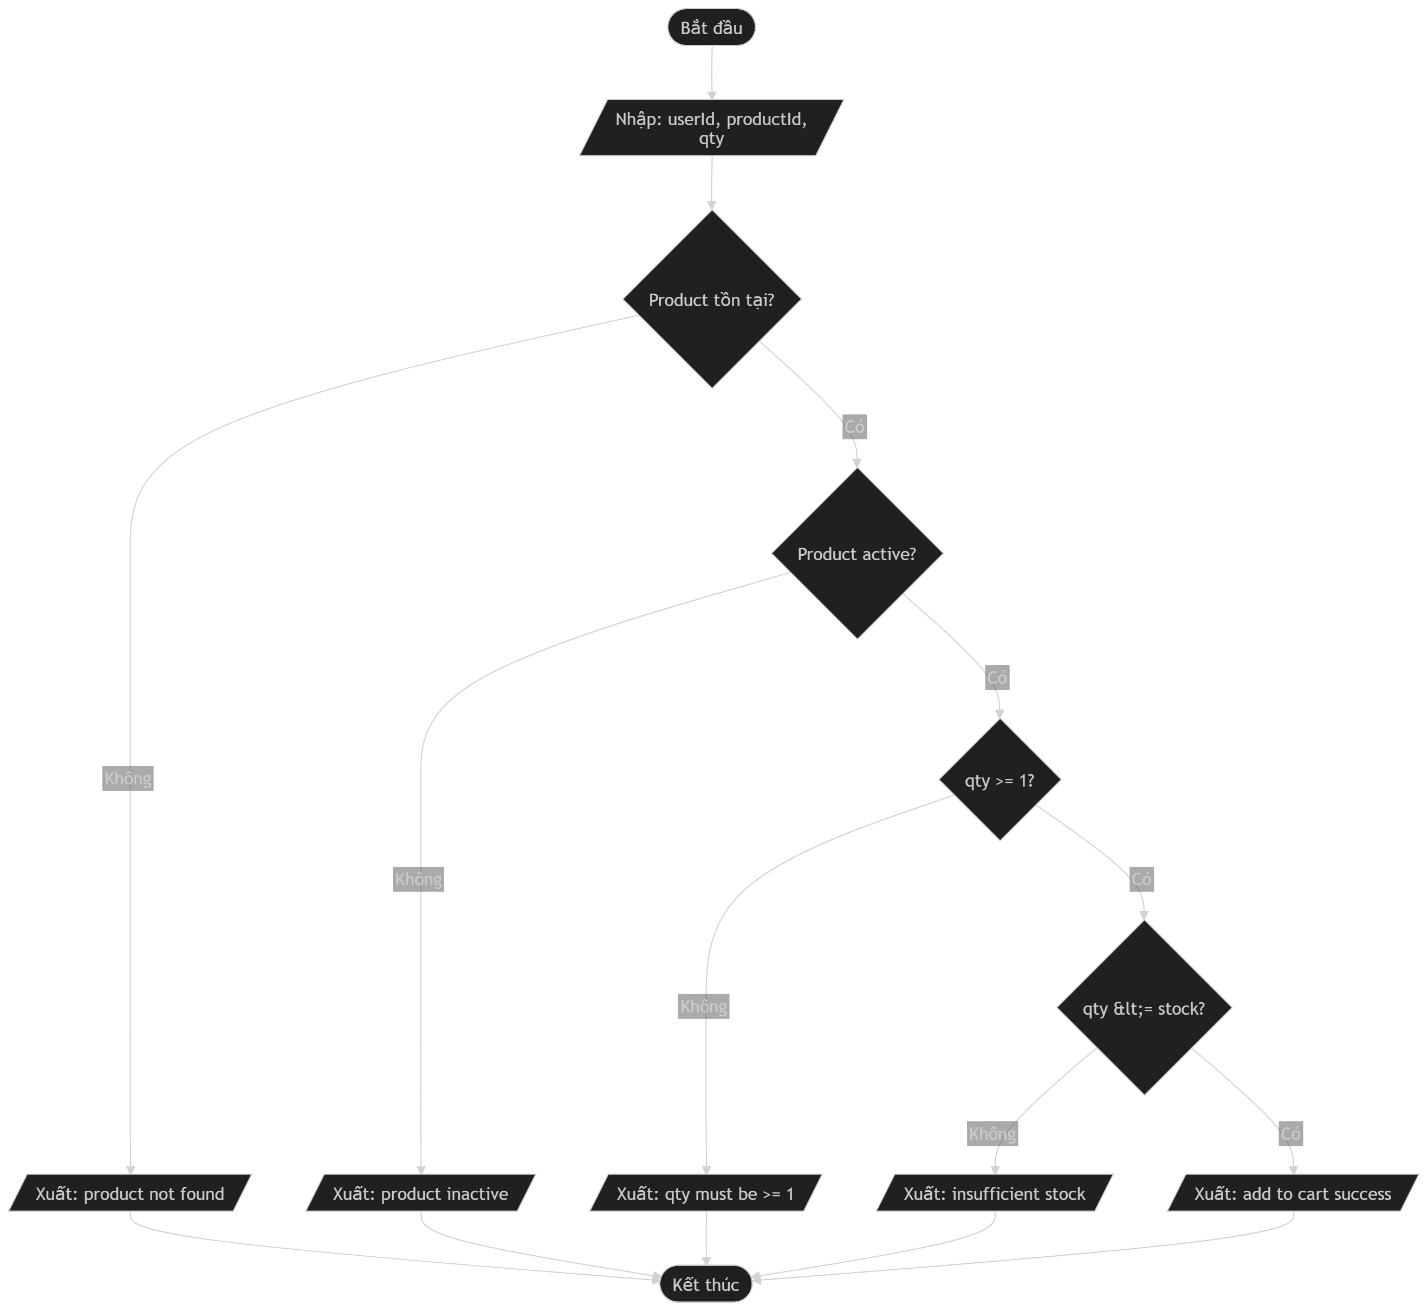 Bắt đầu
Nhập: userId, productId,
qty
Product tồn tại?
Có
Product active?
Có
qty >= 1?
Không
Không
Có
Không
qty &lt;= stock?
Không
Có
Xuất: product not found
Xuất: product inactive
Xuất: qty must be >= 1
Xuất: insufficient stock
Xuất: add to cart success
Kết thúc